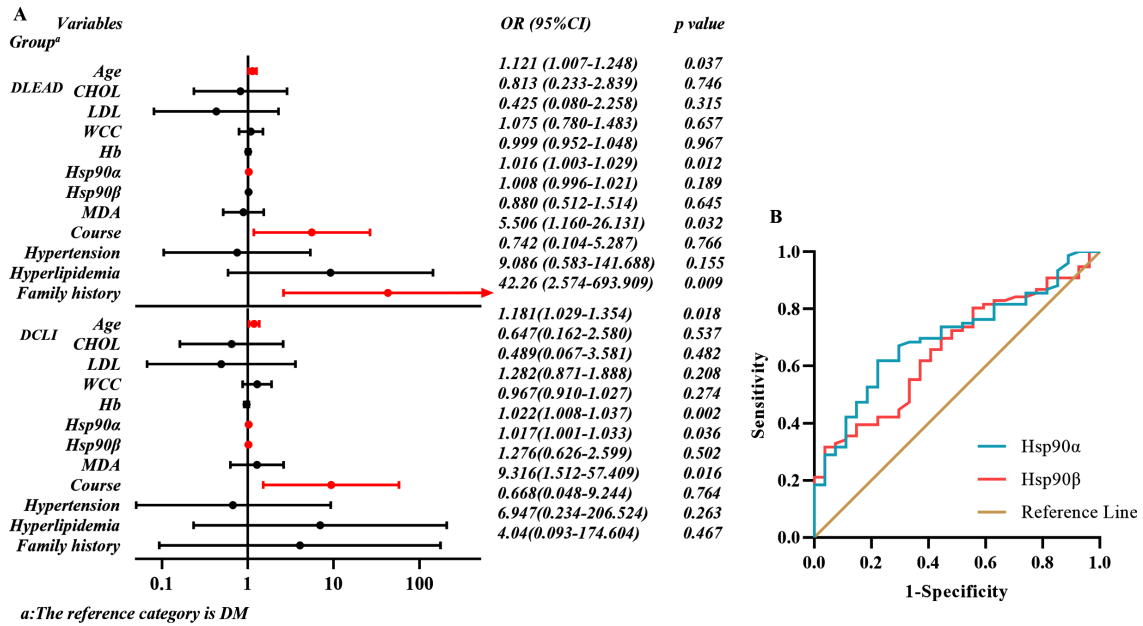 A
Variables OR (95%CI) p value
Groupᵃ
DLEAD
Age 1.121 (1.007-1.248) 0.037
CHOL 0.813 (0.233-2.839) 0.746
LDL 0.425 (0.080-2.258) 0.315
WCC 1.075 (0.780-1.483) 0.657
Hb 0.999 (0.952-1.048) 0.967
Hsp90α 1.016 (1.003-1.029) 0.012
Hsp90β 1.008 (0.996-1.021) 0.189
MDA 0.880 (0.512-1.514) 0.645
Course 5.506 (1.160-26.131) 0.032
Hypertension 0.742 (0.104-5.287) 0.766
Hyperlipidemia 9.086 (0.583-141.688) 0.155
Family history 42.26 (2.574-693.909) 0.009
DCLI
Age 1.181(1.029-1.354) 0.018
CHOL 0.647(0.162-2.580) 0.537
LDL 0.489(0.067-3.581) 0.482
WCC 1.282(0.871-1.888) 0.208
Hb 0.967(0.910-1.027) 0.274
Hsp90α 1.022(1.008-1.037) 0.002
Hsp90β 1.017(1.001-1.033) 0.036
MDA 1.276(0.626-2.599) 0.502
Course 9.316(1.512-57.409) 0.016
Hypertension 0.668(0.048-9.244) 0.764
Hyperlipidemia 6.947(0.234-206.524) 0.263
Family history 4.04(0.093-174.604) 0.467
0.1 1 10 100
a:The reference category is DM
B
Sensitivity
1.0
0.8
0.6
0.4
0.2
0.0
Hsp90α
Hsp90β
Reference Line
0.0 0.2 0.4 0.6 0.8 1.0
1-Specificity